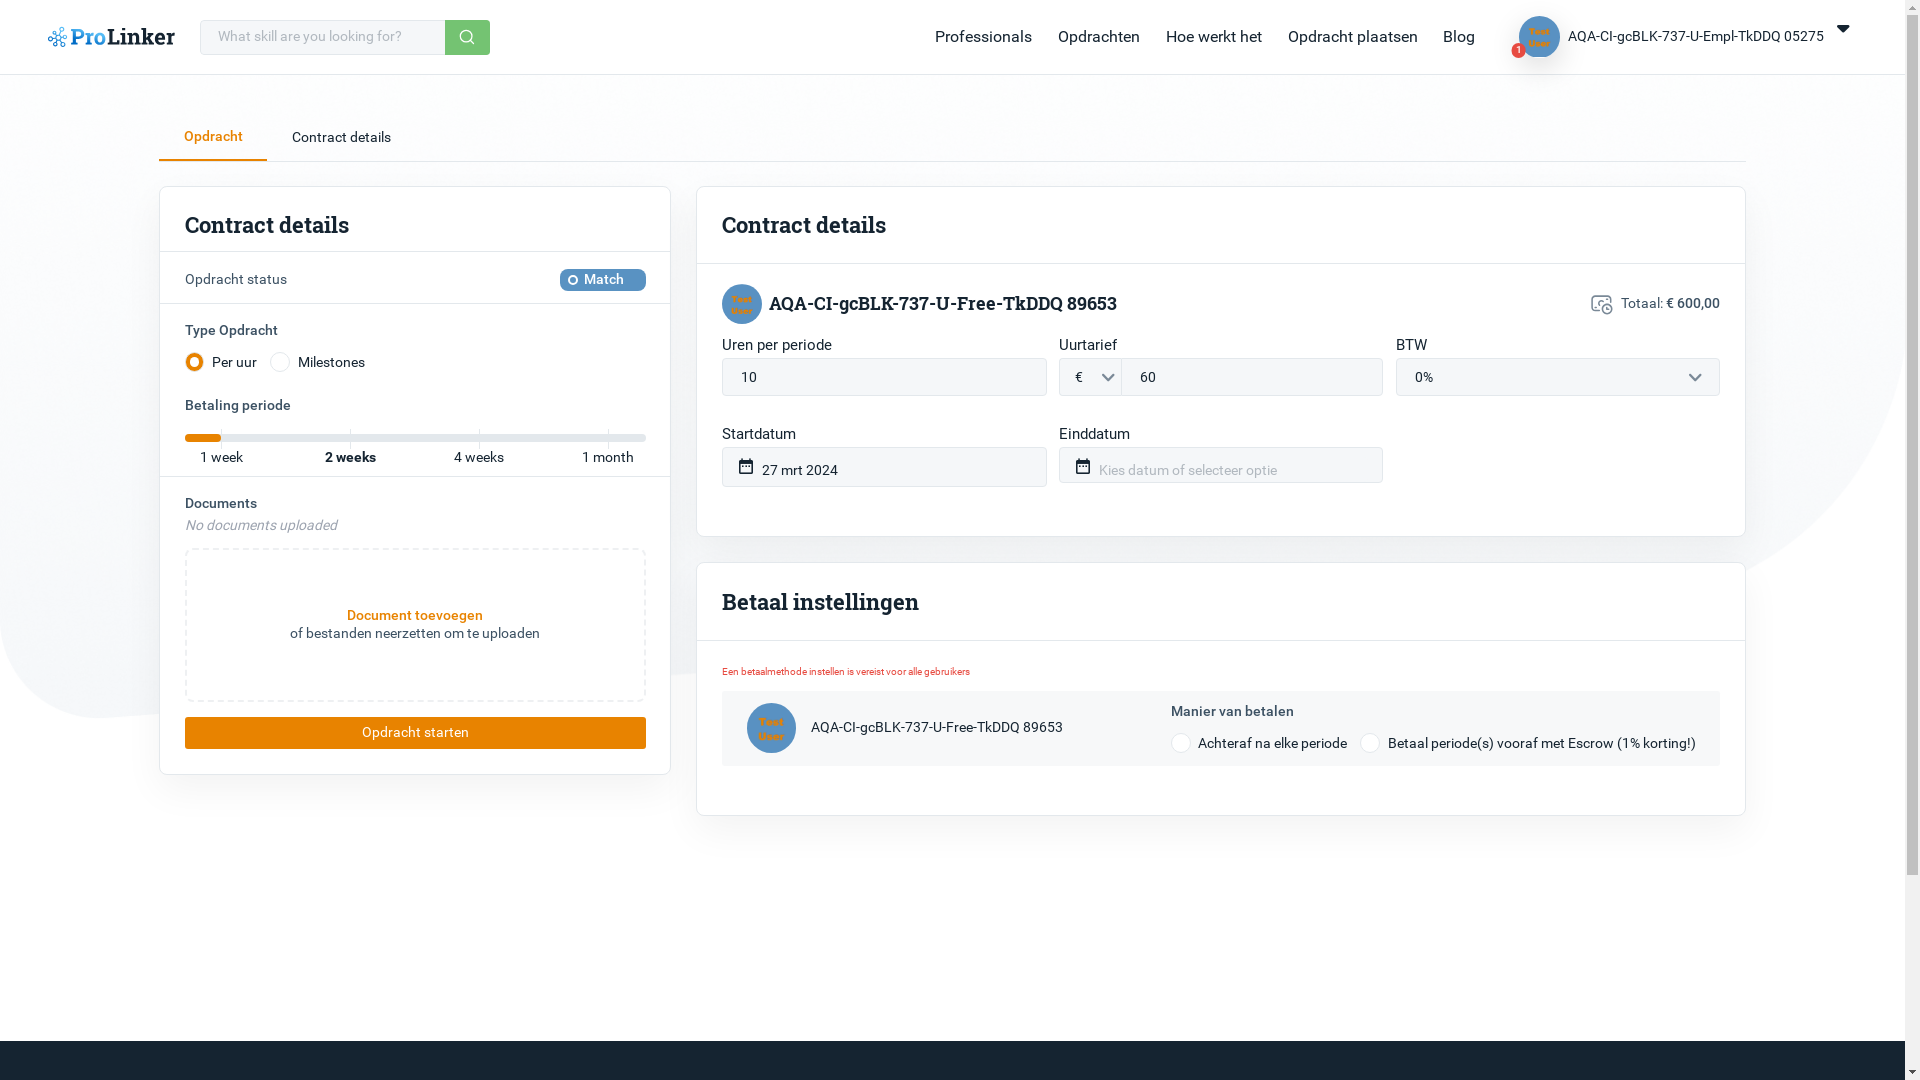 ProLinker
What skill are you looking for?
Professionals
Opdrachten
Hoe werkt het
Opdracht plaatsen
Blog
Test
User
1
AQA-CI-gcBLK-737-U-Empl-TkDDQ 05275
Opdracht
Contract details
Contract details
Opdracht status
Match
Type Opdracht
Per uur
Milestones
Betaling periode
1 week
2 weeks
4 weeks
1 month
Documents
No documents uploaded
Document toevoegen
of bestanden neerzetten om te uploaden
Opdracht starten
Contract details
Test
User
AQA-CI-gcBLK-737-U-Free-TkDDQ 89653
Totaal: € 600,00
Uren per periode
10
Uurtarief
€
60
BTW
0%
Startdatum
27 mrt 2024
Einddatum
Kies datum of selecteer optie
Betaal instellingen
Een betaalmethode instellen is vereist voor alle gebruikers
Test
User
AQA-CI-gcBLK-737-U-Free-TkDDQ 89653
Manier van betalen
Achteraf na elke periode
Betaal periode(s) vooraf met Escrow (1% korting!)